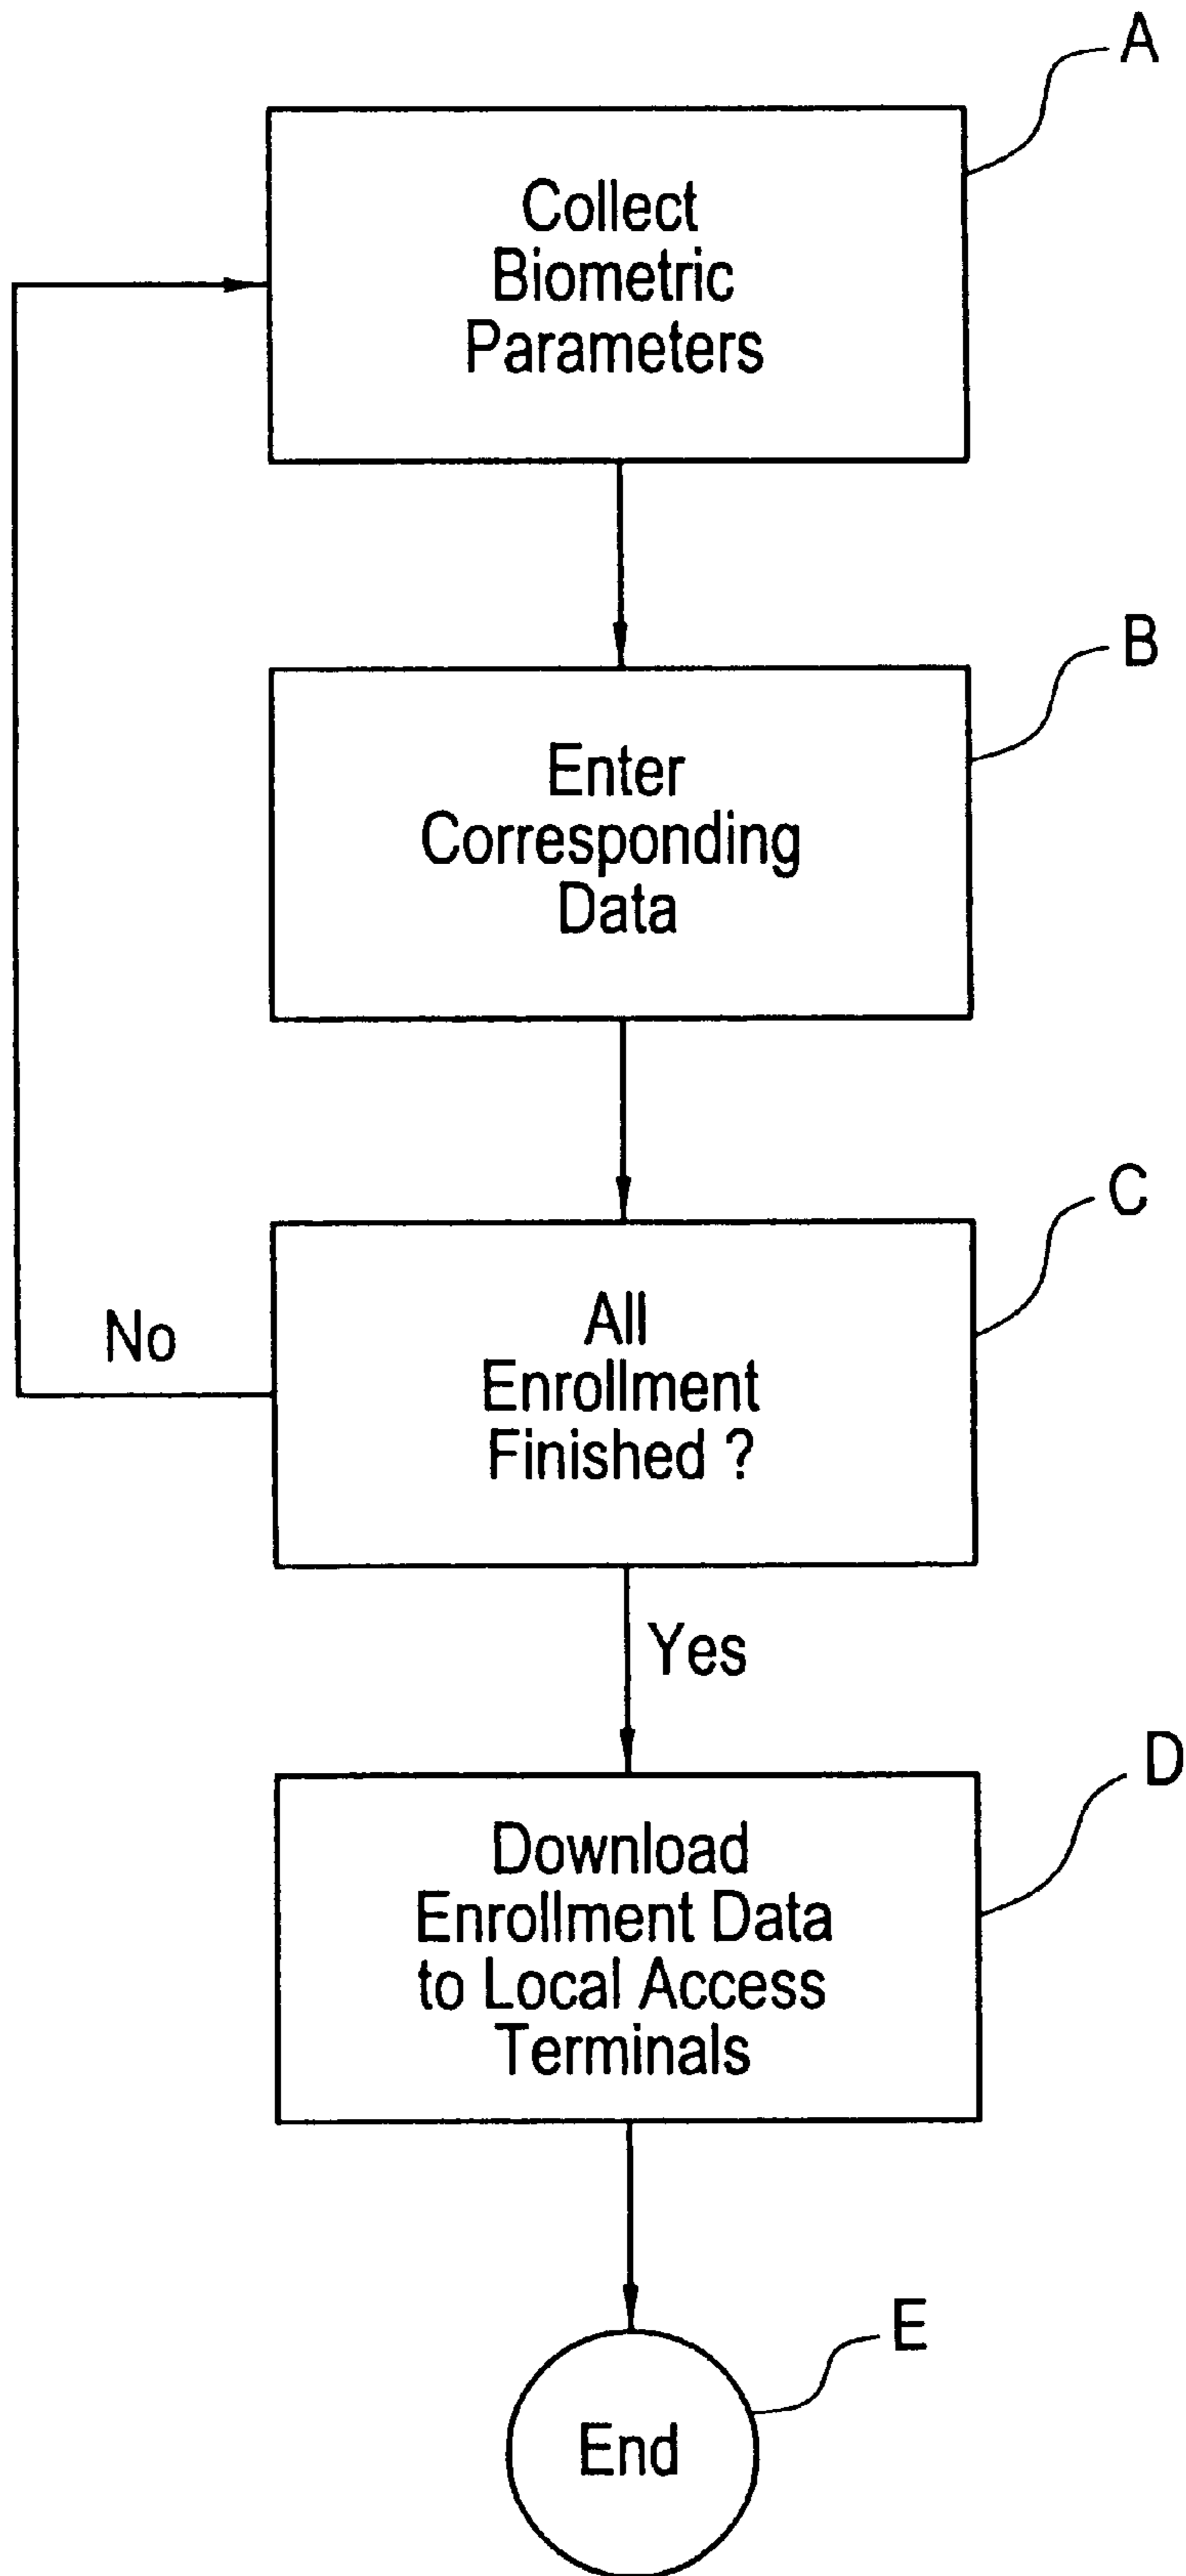 A
Collect
Biometric
Parameters
B
Enter
Corresponding
Data
C
All
Enrollment
Finished ?
No
Yes
D
Download
Enrollment Data
to Local Access
Terminals
E
End